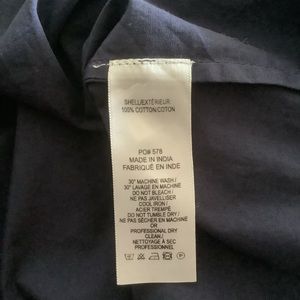 SHELL/EXTÉRIEUR:
100% COTTON/COTON
PO# 578
MADE IN INDIA
FABRIQUÉ EN INDE
30° MACHINE WASH /
30° LAVAGE EN MACHINE
DO NOT BLEACH /
NE PAS JAVELLISER
COOL IRON /
ACIER TREMPÉ
DO NOT TUMBLE DRY /
NE PAS SÉCHER EN MACHINE
OR
PROFESSIONAL DRY
CLEAN /
NETTOYAGE À SEC
PROFESSIONNEL